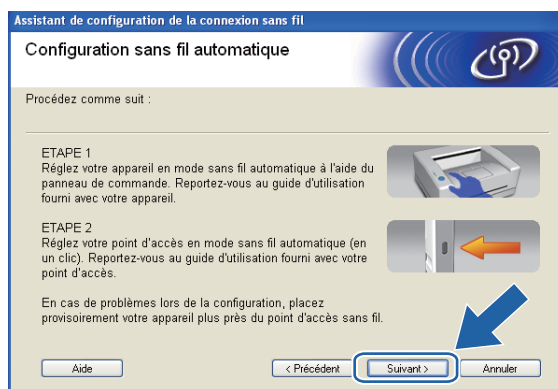 Assistant de configuration de la connexion sans fil
Configuration sans fil automatique
Procédez comme suit :
ETAPE 1
Réglez votre appareil en mode sans fil automatique à l'aide du
panneau de commande. Reportez-vous au guide d'utilisation
fourni avec votre appareil.
ETAPE 2
Réglez votre point d'accès en mode sans fil automatique (en
un clic). Reportez-vous au guide d'utilisation fourni avec votre
point d'accès.
En cas de problèmes lors de la configuration, placez
provisoirement votre appareil plus près du point d'accès sans fil.
Aide
< Précédent
Suivant >
Annuler